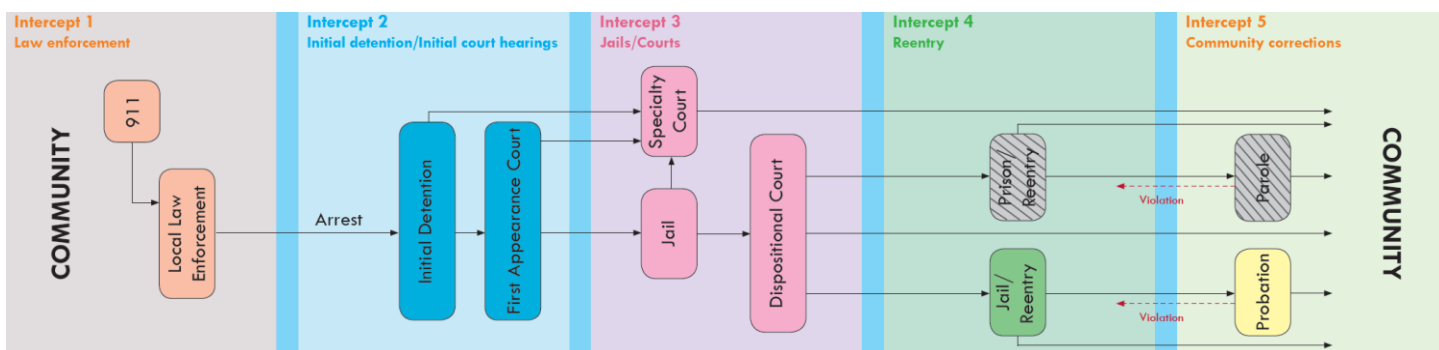 Intercept 1
Law enforcement
Intercept 2
Initial detention/Initial court hearings
Intercept 3
Jails/Courts
Intercept 4
Reentry
Intercept 5
Community corrections
COMMUNITY
911
Local Law
Enforcement
Arrest
Initial Detention
First Appearance Court
Specialty
Court
Jail
Dispositional Court
Prison/
Reentry
Jail/
Reentry
Violation
Violation
Parole
Probation
COMMUNITY